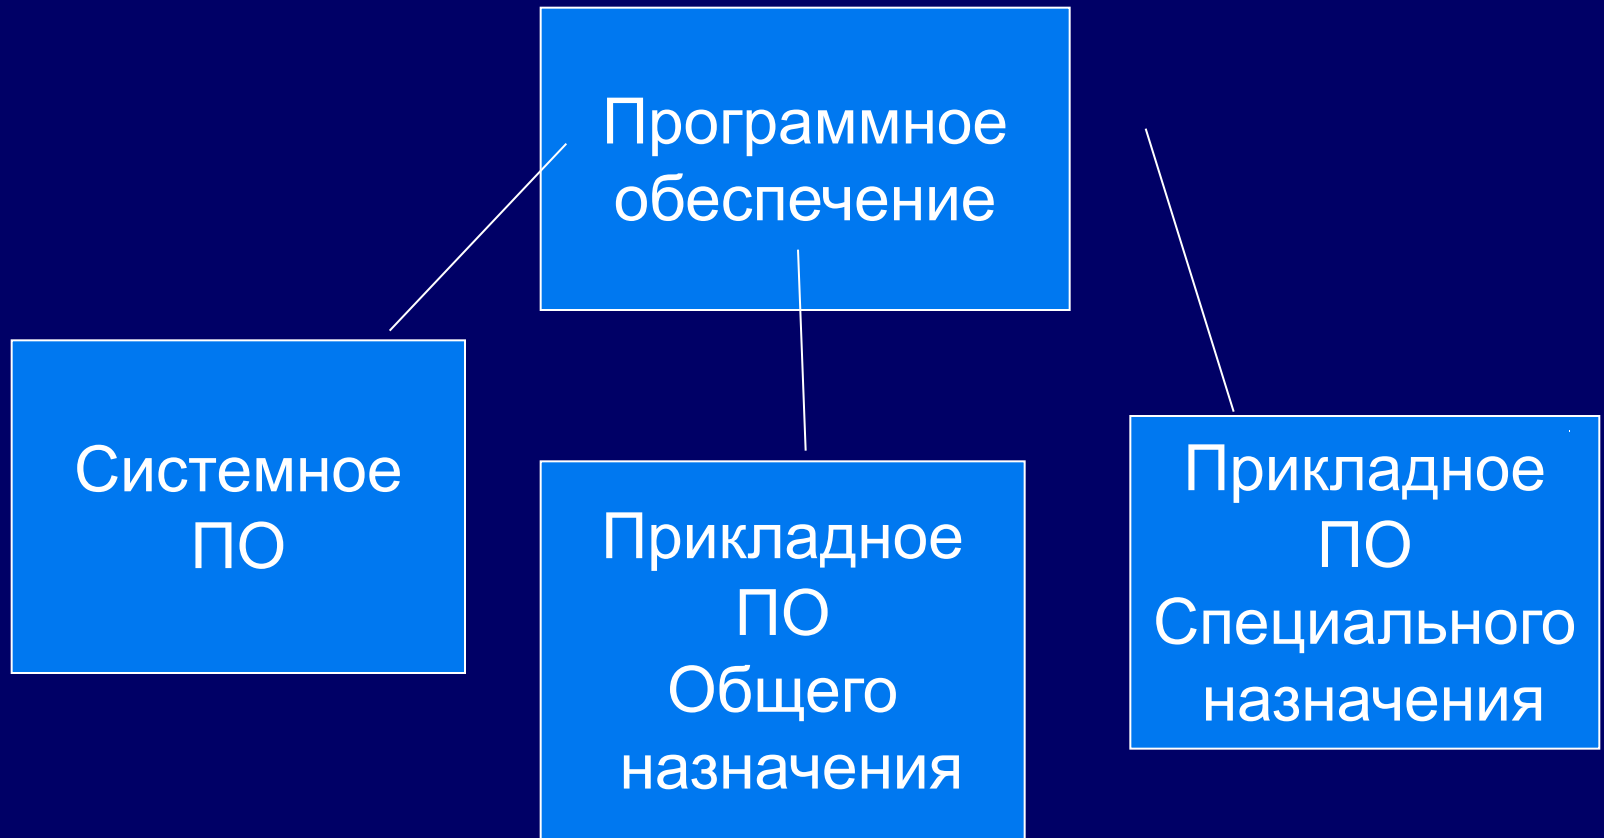 Программное
обеспечение
Системное
ПО
Прикладное
ПО
Общего
назначения
Прикладное
ПО
Специального
назначения